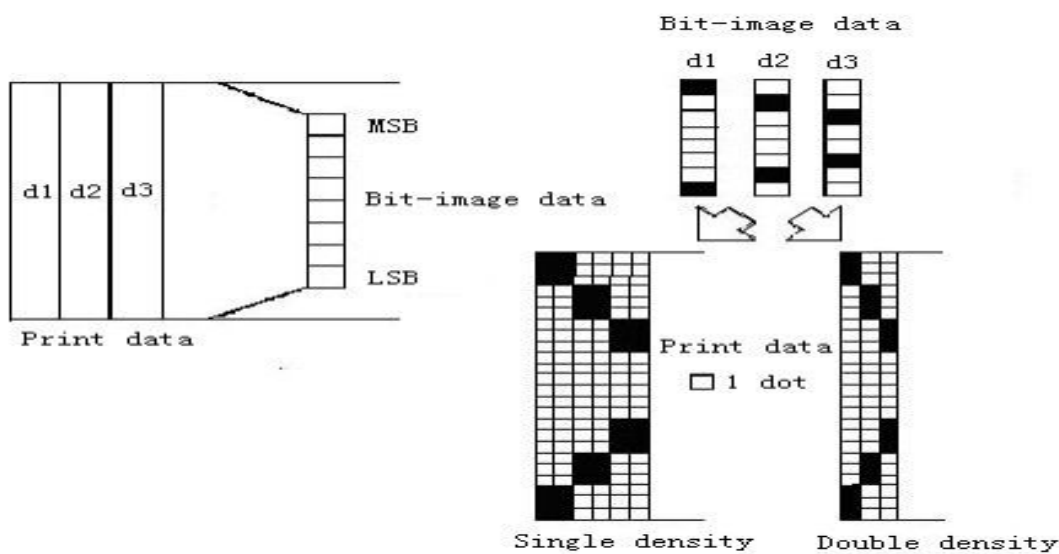 Bit-image data
d1 d2 d3
MSB
d1 d2 d3
Bit-image data
LSB
Print data
Print data
1 dot
Single density
Double density